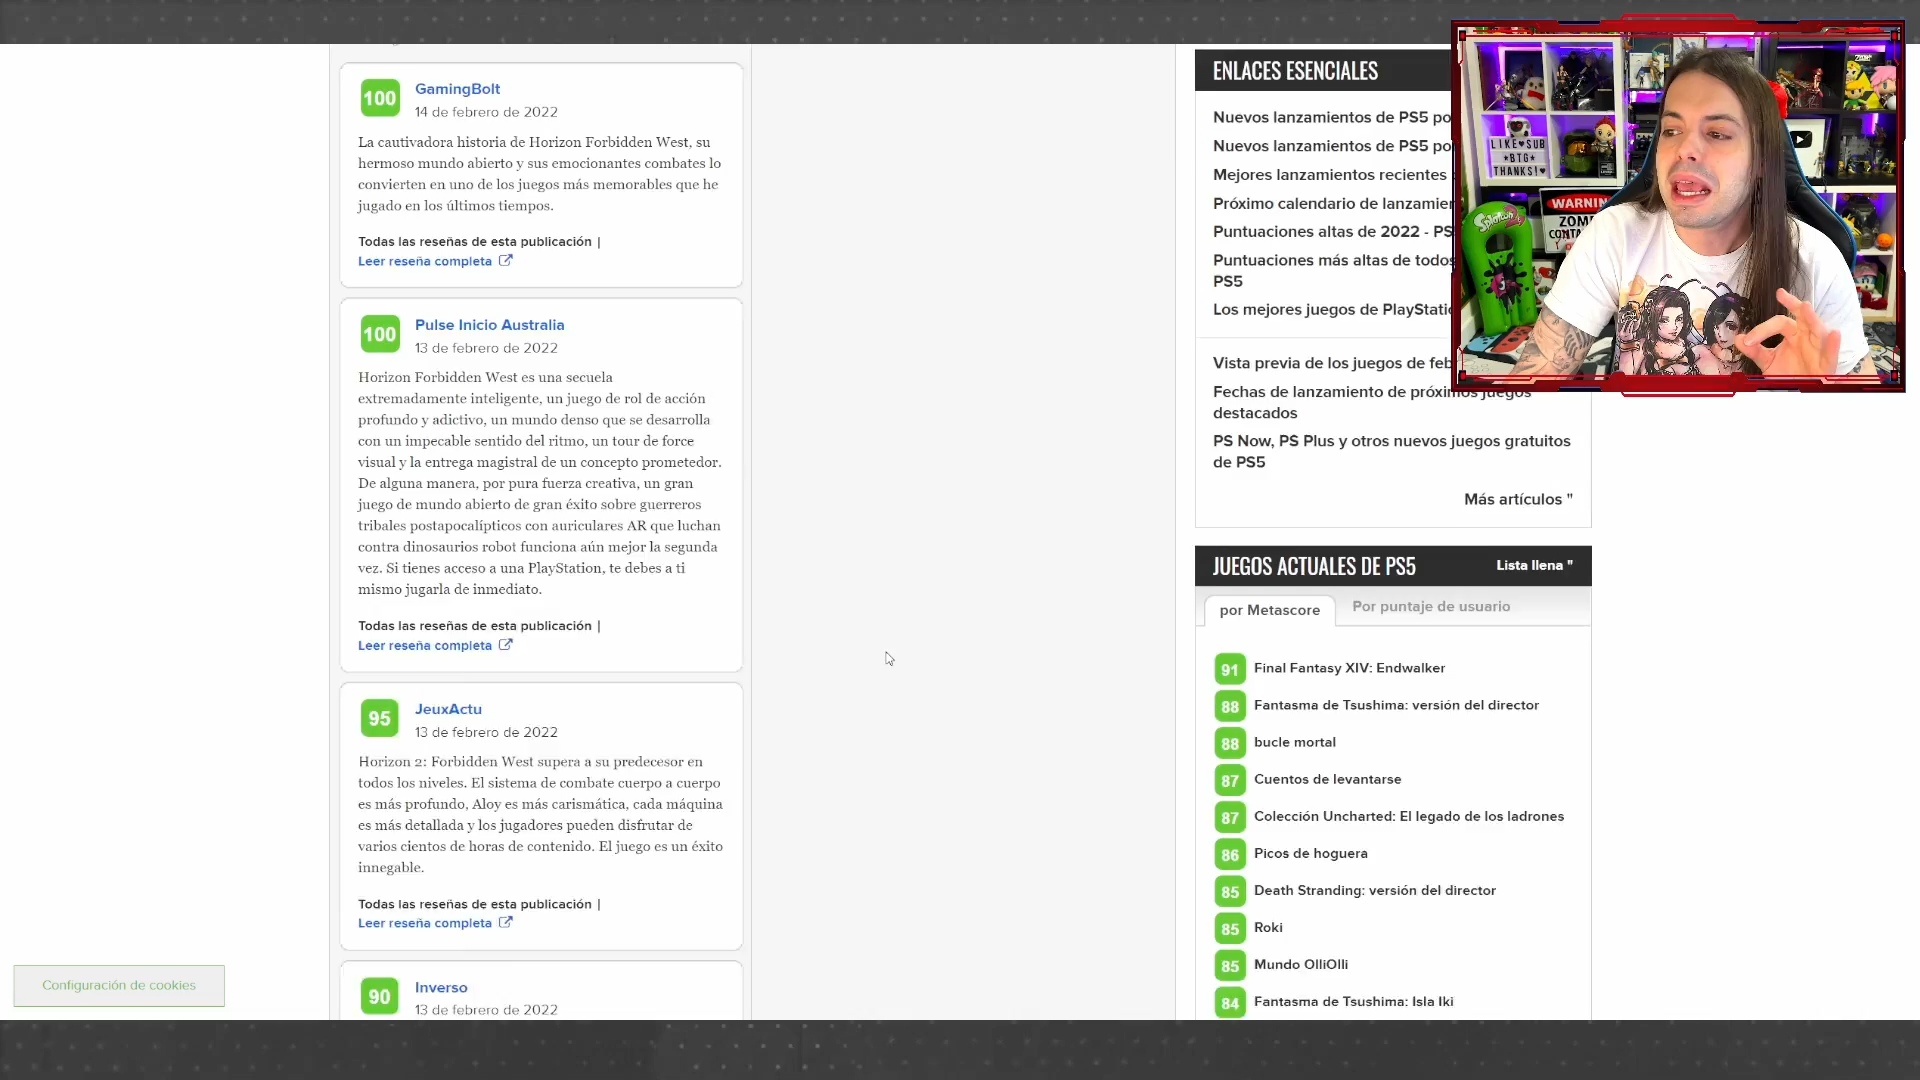 100
GamingBolt
14 de febrero de 2022
La cautivadora historia de Horizon Forbidden West, su
hermoso mundo abierto y sus emocionantes combates lo
convierten en uno de los juegos más memorables que he
jugado en los últimos tiempos.
Todas las reseñas de esta publicación |
Leer reseña completa
100
Pulse Inicio Australia
13 de febrero de 2022
Horizon Forbidden West es una secuela
extremadamente inteligente, un juego de rol de acción
profundo y adictivo, un mundo denso que se desarrolla
con un impecable sentido del ritmo, un tour de force
visual y la entrega magistral de un concepto prometedor.
De alguna manera, por pura fuerza creativa, un gran
juego de mundo abierto de gran éxito sobre guerreros
tribales postapocalípticos con auriculares AR que luchan
contra dinosaurios robot funciona aún mejor la segunda
vez. Si tienes acceso a una PlayStation, te debes a ti
mismo jugarla de inmediato.
Todas las reseñas de esta publicación |
Leer reseña completa
95
JeuxActu
13 de febrero de 2022
Horizon 2: Forbidden West supera a su predecesor en
todos los niveles. El sistema de combate cuerpo a cuerpo
es más profundo, Aloy es más carismática, cada máquina
es más detallada y los jugadores pueden disfrutar de
varios cientos de horas de contenido. El juego es un éxito
innegable.
Todas las reseñas de esta publicación |
Leer reseña completa
90
Inverso
13 de febrero de 2022
Configuración de cookies
ENLACES ESENCIALES
Nuevos lanzamientos de PS5 po
Nuevos lanzamientos de PS5 po
Mejores lanzamientos recientes
Próximo calendario de lanzamie
Puntuaciones altas de 2022 - PS
Puntuaciones más altas de todos
PS5
Los mejores juegos de PlayStati
Vista previa de los juegos de feb
Fechas de lanzamiento de próximos juegos
destacados
PS Now, PS Plus y otros nuevos juegos gratuitos
de PS5
Más artículos "
JUEGOS ACTUALES DE PS5
Lista llena "
por Metascore
Por puntaje de usuario
91 Final Fantasy XIV: Endwalker
88 Fantasma de Tsushima: versión del director
88 bucle mortal
87 Cuentos de levantarse
87 Colección Uncharted: El legado de los ladrones
86 Picos de hoguera
85 Death Stranding: versión del director
85 Roki
85 Mundo OlliOlli
84 Fantasma de Tsushima: Isla Iki
LIKE♥SUB
*BTG*
THANKS!♥
WARNIN
ZOM
CONTA
Splatoon 2